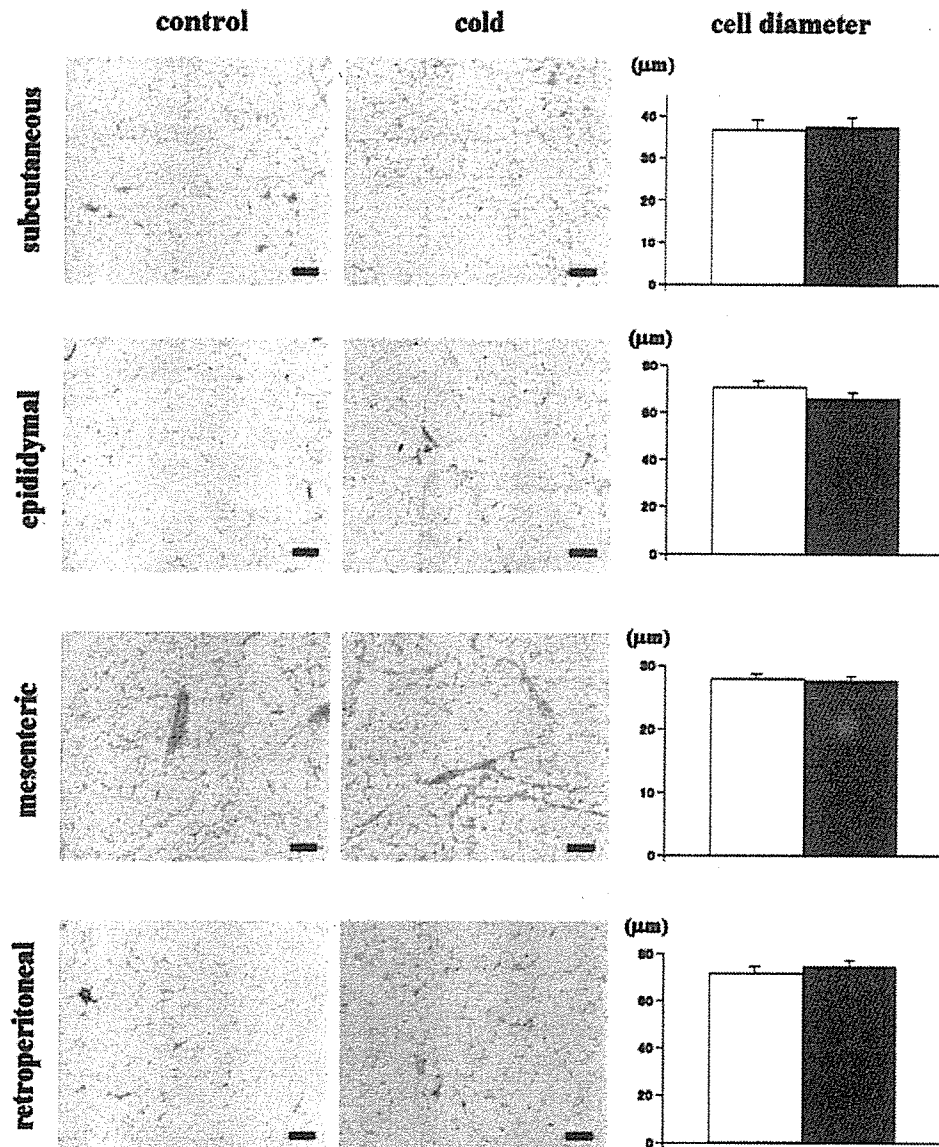 control cold cell diameter
subcutaneous
(μm)
40
30
20
10
0
epididymal
(μm)
80
60
40
20
0
mesenteric
(μm)
30
20
10
0
retroperitoneal
(μm)
80
60
40
20
0